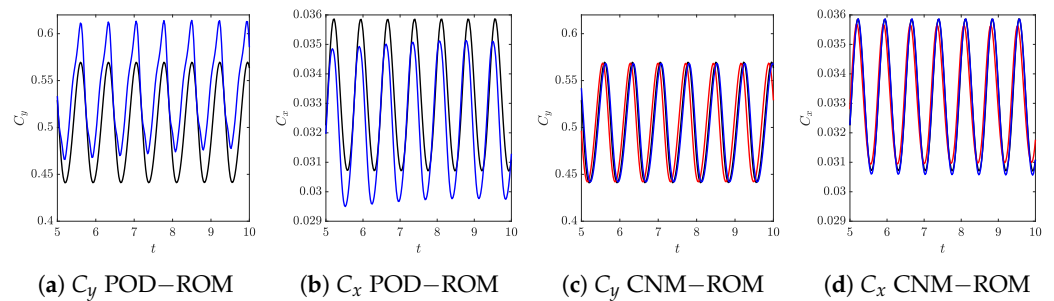 0.6
0.55
0.5
0.45
0.4
C_y
5 6 7 8 9 10
t
0.036
0.035
0.034
0.033
0.032
0.031
0.03
0.029
C_x
5 6 7 8 9 10
t
0.6
0.55
0.5
0.45
0.4
C_y
5 6 7 8 9 10
t
0.036
0.035
0.034
0.033
0.032
0.031
0.03
0.029
C_x
5 6 7 8 9 10
t
(a) C_y POD−ROM
(b) C_x POD−ROM
(c) C_y CNM−ROM
(d) C_x CNM−ROM